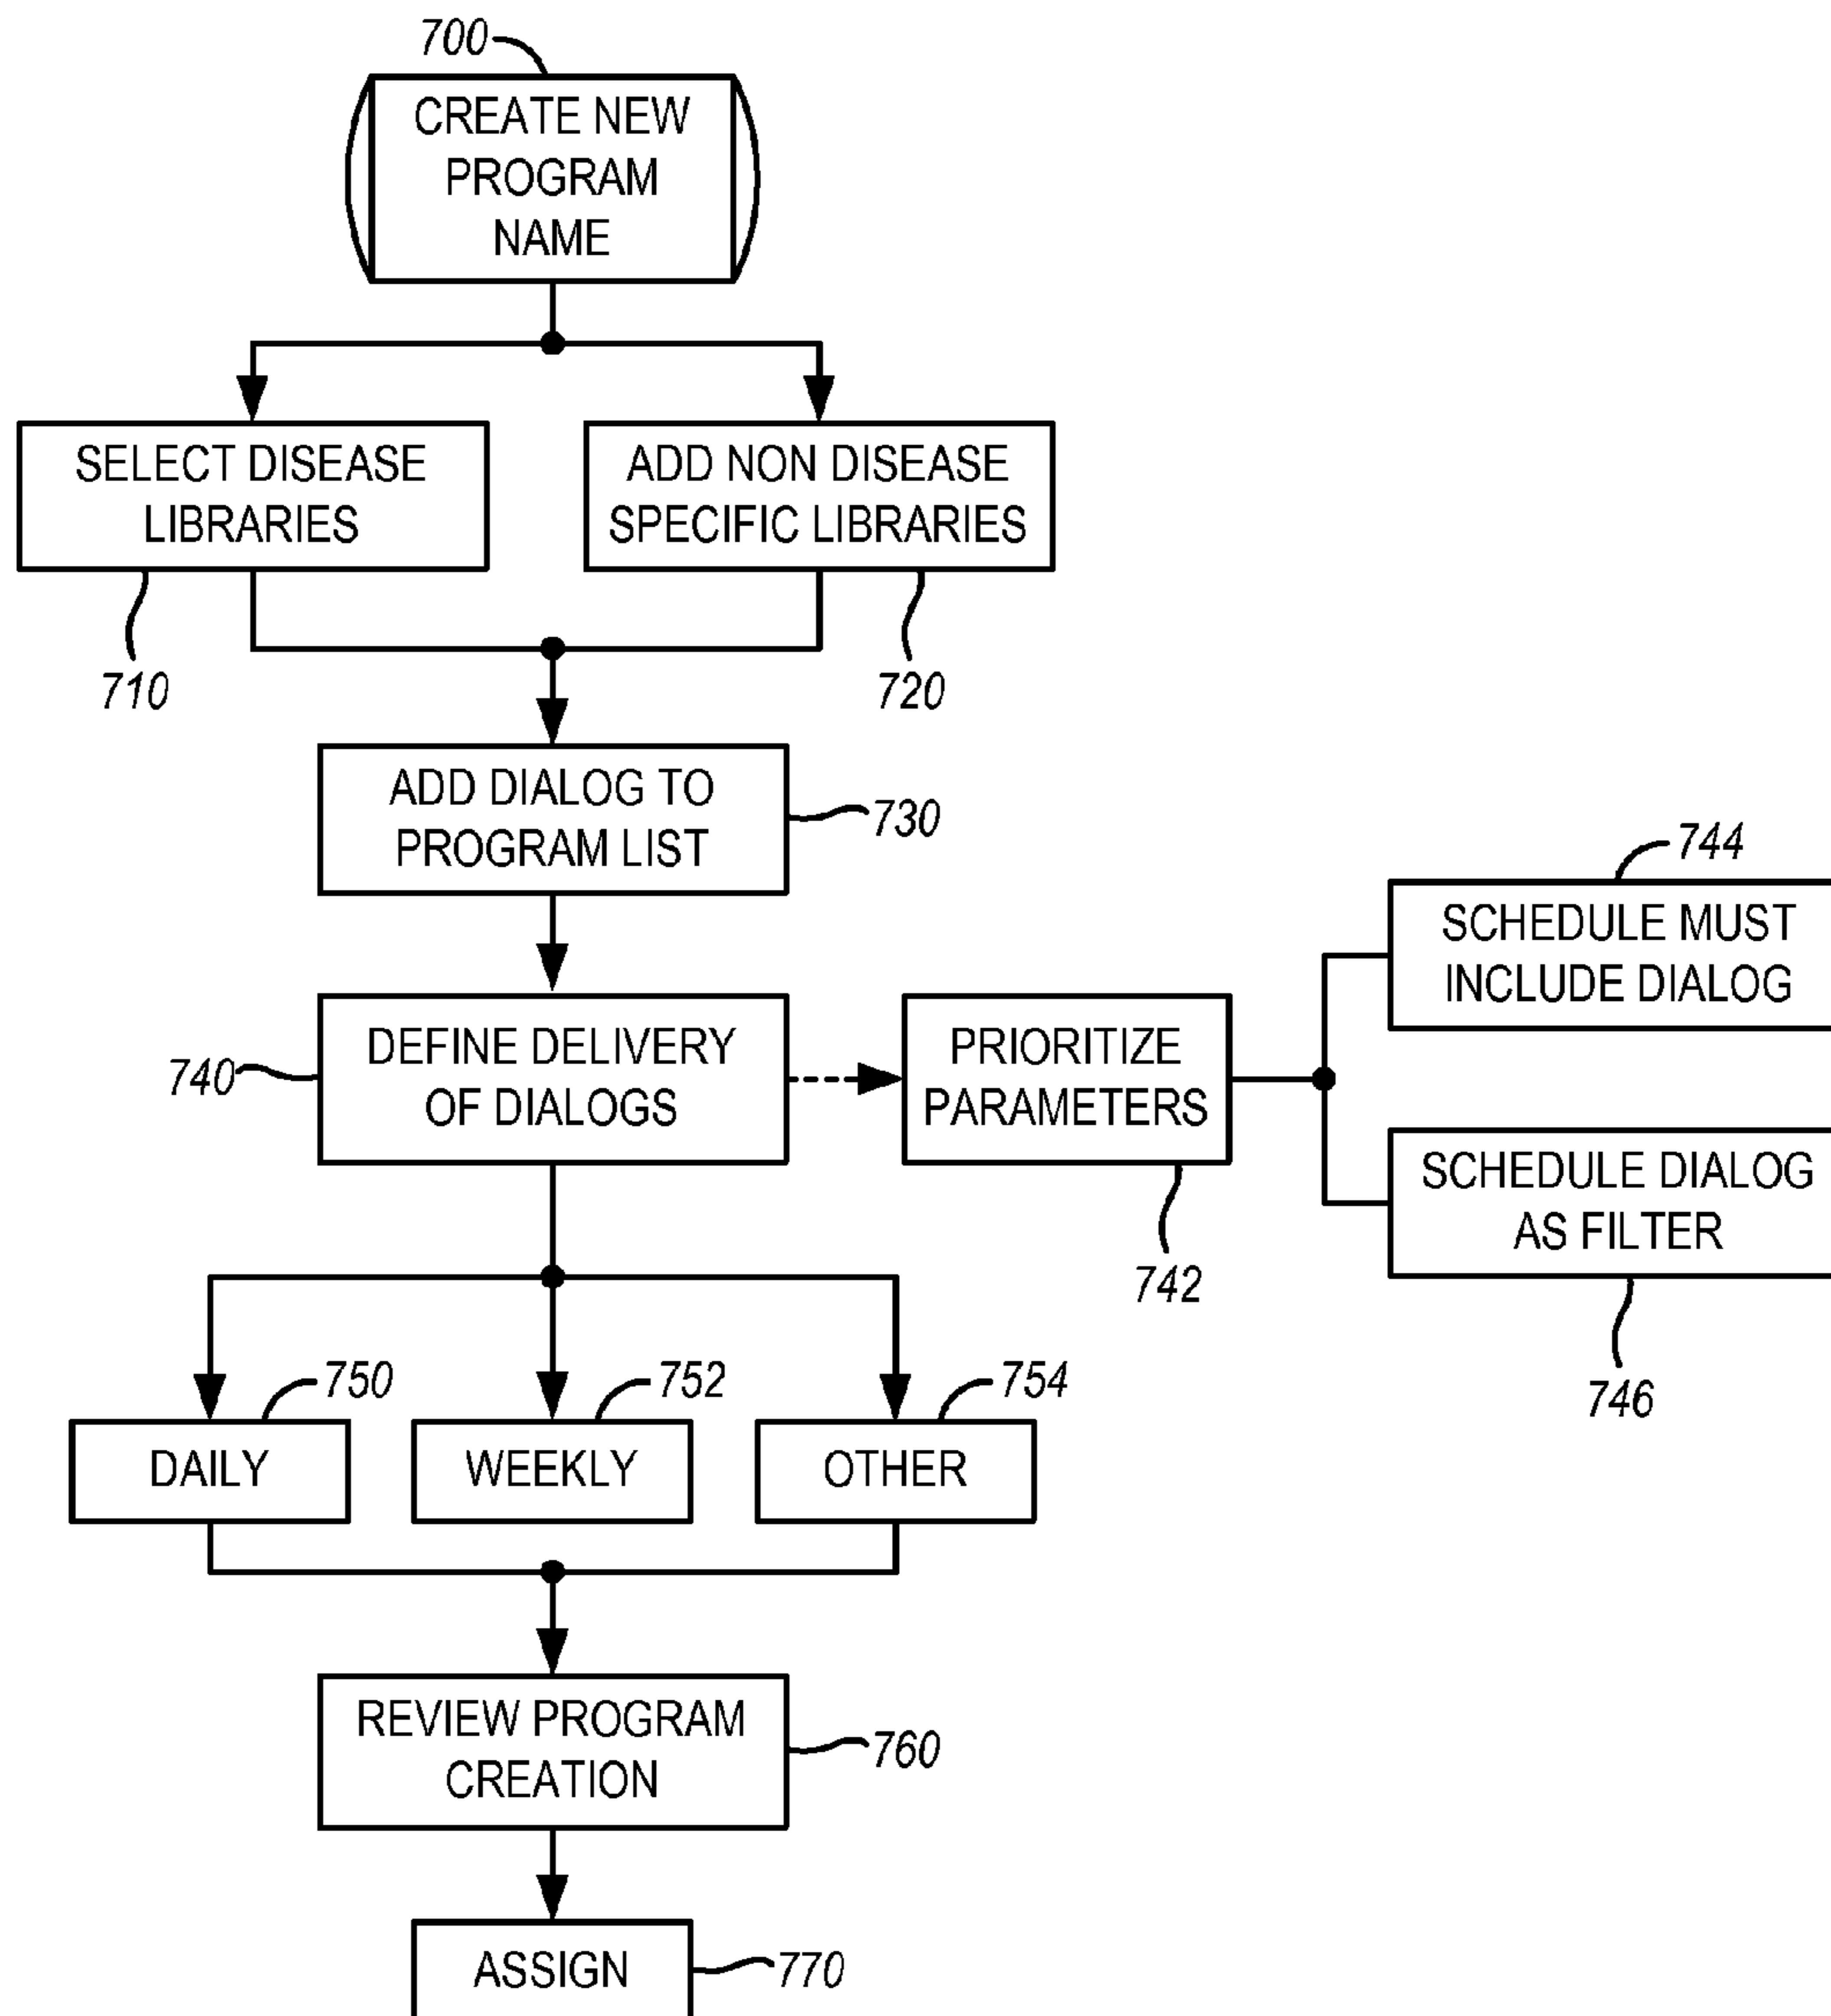 700
CREATE NEW
PROGRAM
NAME
SELECT DISEASE
LIBRARIES
710
ADD NON DISEASE
SPECIFIC LIBRARIES
720
ADD DIALOG TO
PROGRAM LIST
730
740
DEFINE DELIVERY
OF DIALOGS
PRIORITIZE
PARAMETERS
742
744
SCHEDULE MUST
INCLUDE DIALOG
SCHEDULE DIALOG
AS FILTER
746
750
DAILY
752
WEEKLY
754
OTHER
REVIEW PROGRAM
CREATION
760
ASSIGN
770